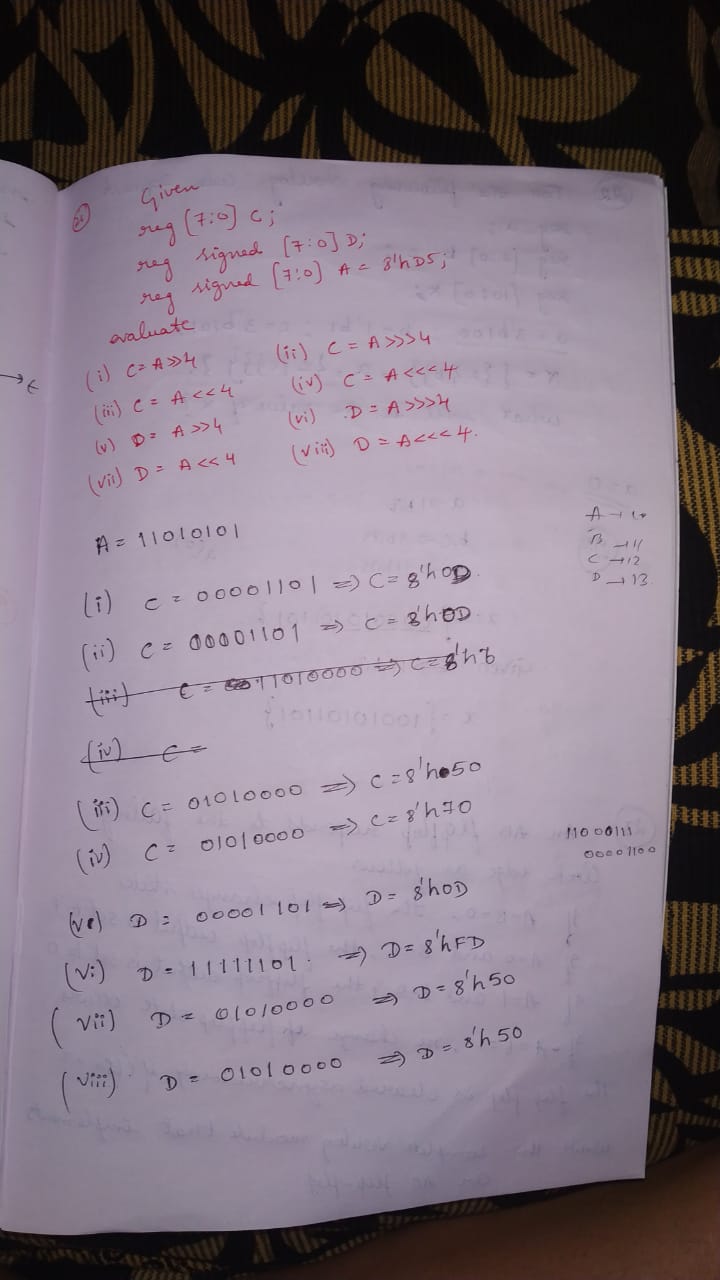 21
Given
reg [7:0] C;
reg signed [7:0] D;
reg signed [7:0] A = 8'hD5;
evaluate
(i) C = A >> 4 (ii) C = A >>> 4
(iii) C = A << 4 (iv) C = A <<< 4
(v) D = A >> 4 (vi) D = A >>> 4
(vii) D = A << 4 (viii) D = A <<< 4.
A = 11010101
A → 10
B → 11
C → 12
D → 13
(i) C = 00001101 => C = 8'h0D.
(ii) C = 00001101 => C = 8'h0D
(iii) C = 11010000 => C = 8'h
(iv) C =
(iii) C = 01010000 => C = 8'h50
(iv) C = 01010000 => C = 8'h70
11000111
00001100
D = 00001101 => D = 8'h0D
(vi) D = 11111101. => D = 8'hFD
(vii) D = 01010000 => D = 8'h50
(viii) D = 01010000 => D = 8'h50